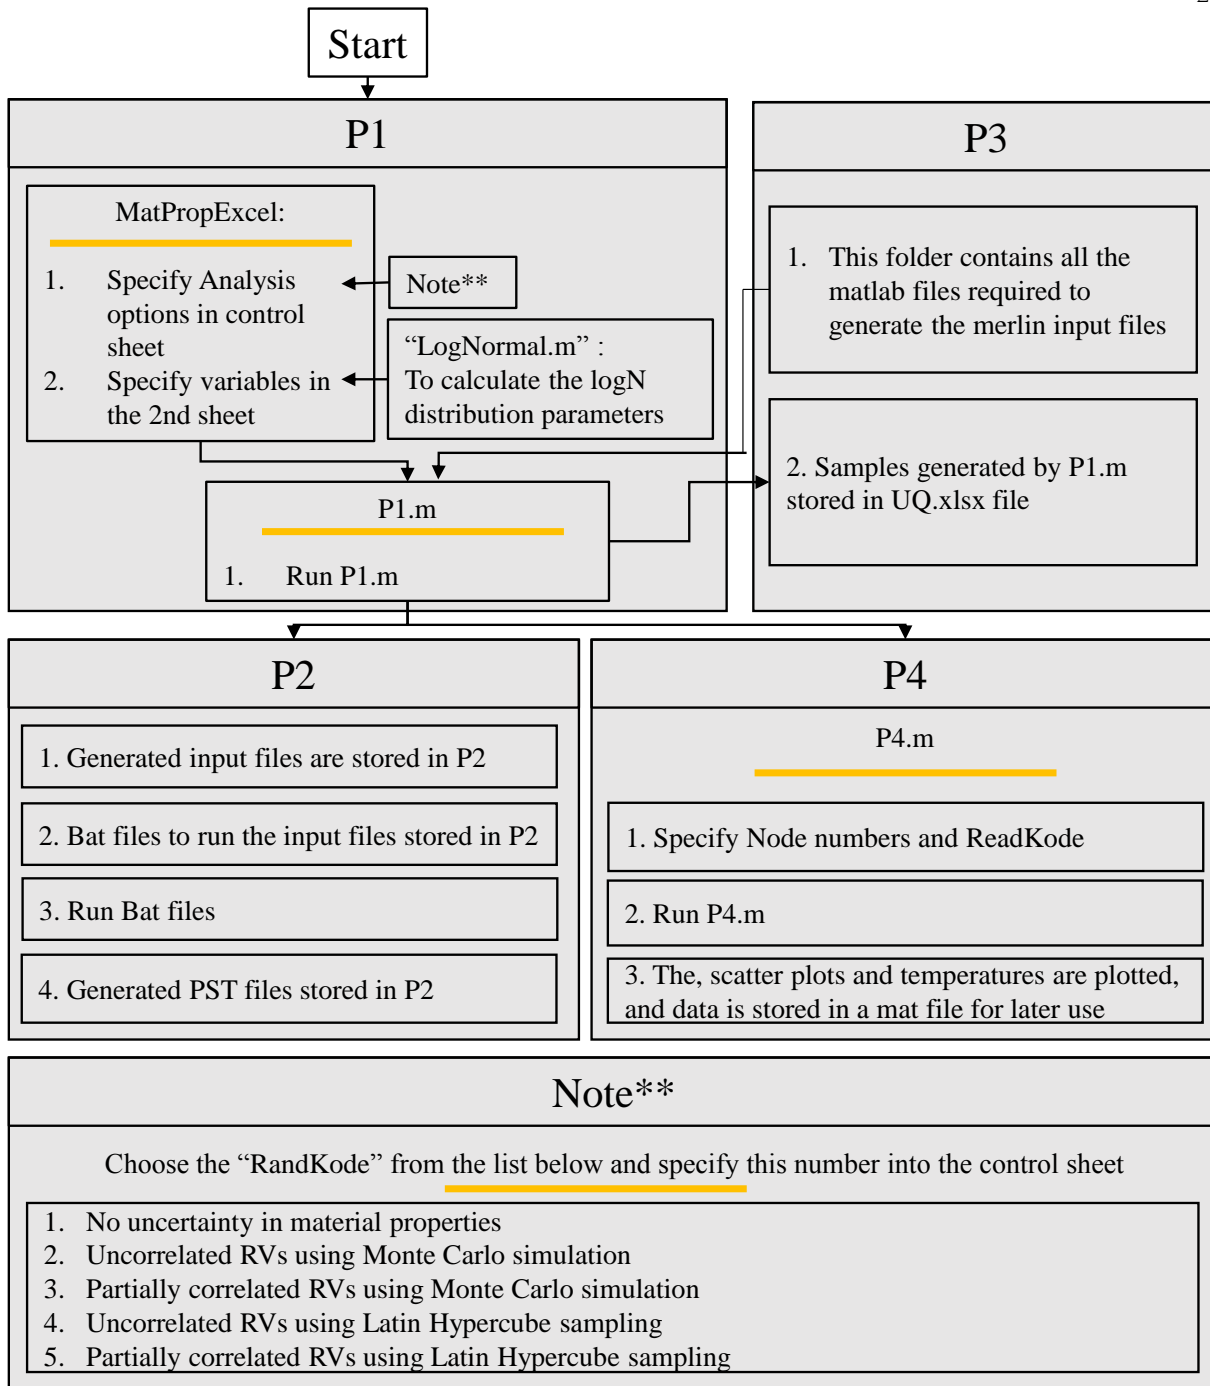 2
Start
P1
MatPropExcel:
1. Specify Analysis
options in control
sheet
2. Specify variables in
the 2nd sheet
Note**
“LogNormal.m” :
To calculate the logN
distribution parameters
P1.m
1. Run P1.m
P3
1. This folder contains all the
matlab files required to
generate the merlin input files
2. Samples generated by P1.m
stored in UQ.xlsx file
P2
1. Generated input files are stored in P2
2. Bat files to run the input files stored in P2
3. Run Bat files
4. Generated PST files stored in P2
P4
P4.m
1. Specify Node numbers and ReadKode
2. Run P4.m
3. The, scatter plots and temperatures are plotted,
and data is stored in a mat file for later use
Note**
Choose the “RandKode” from the list below and specify this number into the control sheet
1. No uncertainty in material properties
2. Uncorrelated RVs using Monte Carlo simulation
3. Partially correlated RVs using Monte Carlo simulation
4. Uncorrelated RVs using Latin Hypercube sampling
5. Partially correlated RVs using Latin Hypercube sampling